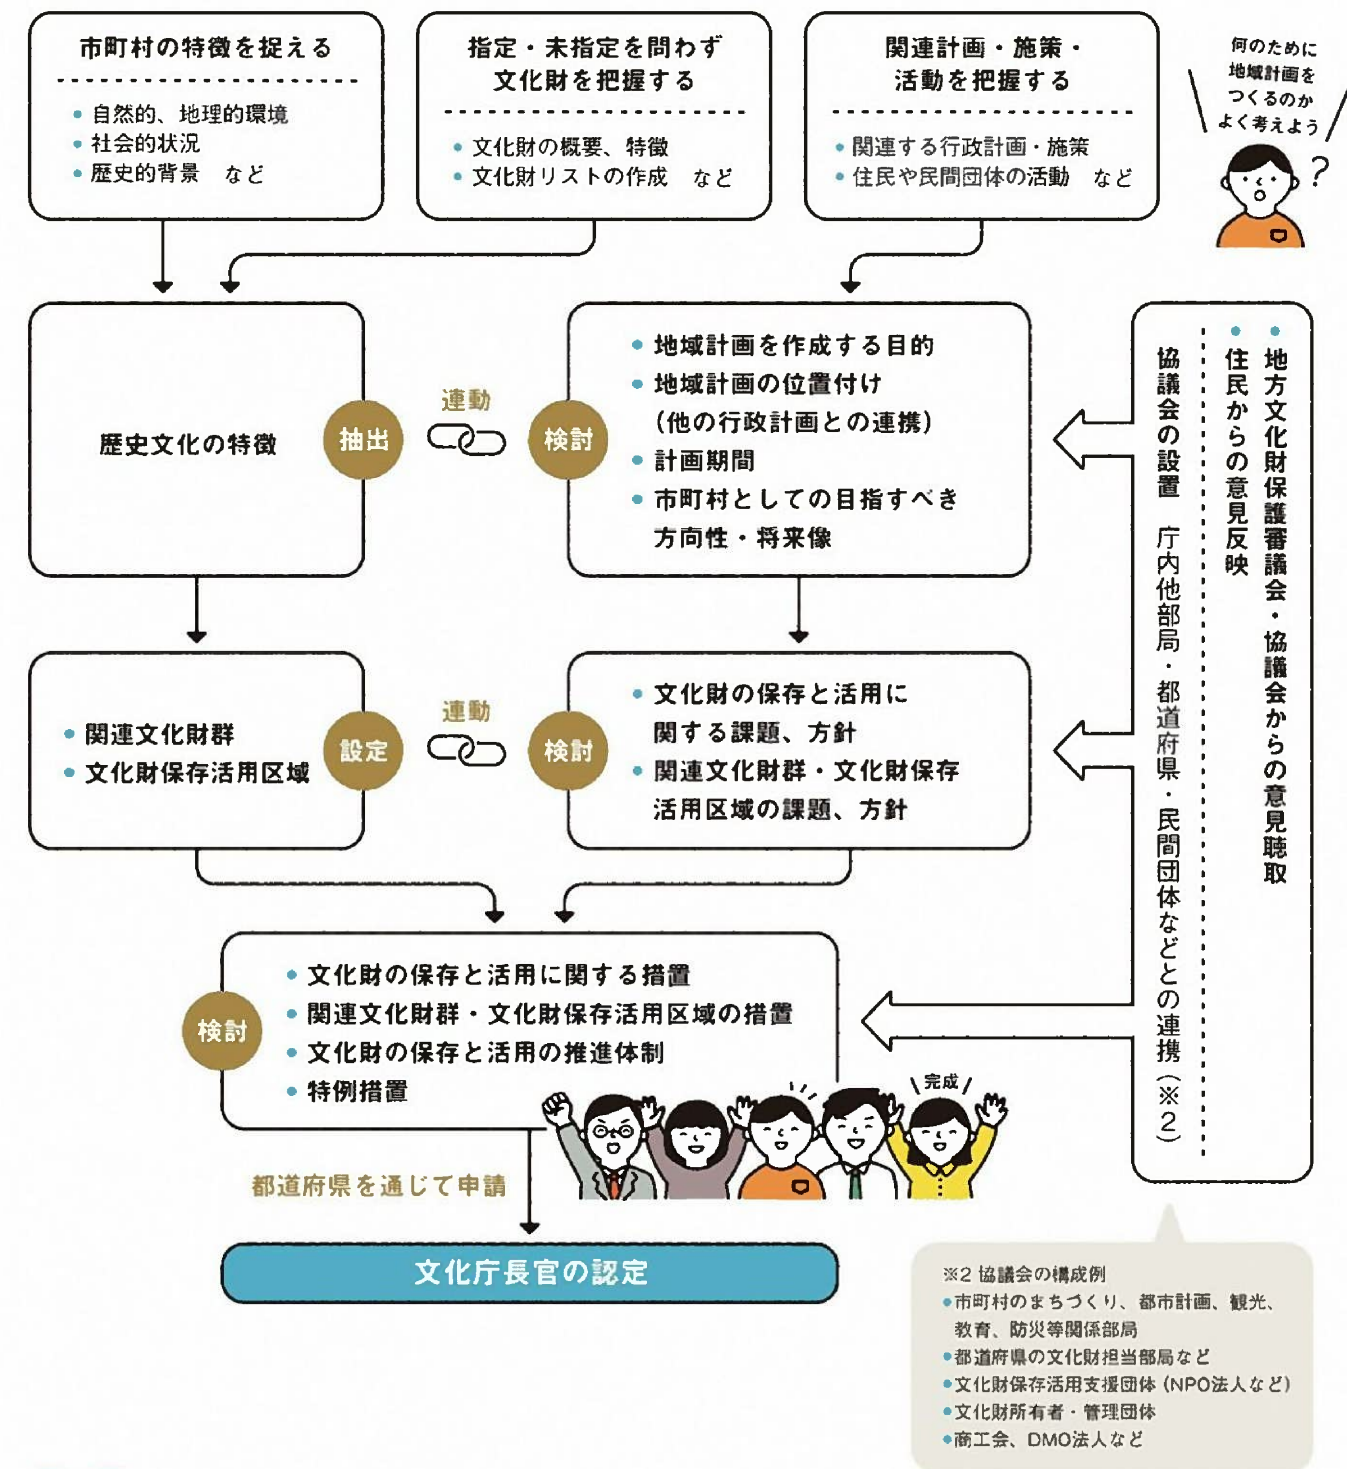 市町村の特徴を捉える
● 自然的、地理的環境
● 社会的状況
● 歴史的背景 など
指定・未指定を問わず
文化財を把握する
● 文化財の概要、特徴
● 文化財リストの作成 など
関連計画・施策・
活動を把握する
● 関連する行政計画・施策
● 住民や民間団体の活動 など
何のために
地域計画を
つくるのか
よく考えよう
?
歴史文化の特徴
抽出
連動
検討
● 地域計画を作成する目的
● 地域計画の位置付け
(他の行政計画との連携)
● 計画期間
● 市町村としての目指すべき
方向性・将来像
● 地方文化財保護審議会・協議会からの意見聴取
● 住民からの意見反映
協議会の設置 庁内他部局・都道府県・民間団体などとの連携(※2)
● 関連文化財群
● 文化財保存活用区域
設定
連動
検討
● 文化財の保存と活用に
関する課題、方針
● 関連文化財群・文化財保存
活用区域の課題、方針
検討
● 文化財の保存と活用に関する措置
● 関連文化財群・文化財保存活用区域の措置
● 文化財の保存と活用の推進体制
● 特例措置
完成
都道府県を通じて申請
文化庁長官の認定
※2 協議会の構成例
●市町村のまちづくり、都市計画、観光、
教育、防災等関係部局
●都道府県の文化財担当部局など
●文化財保存活用支援団体(NPO法人など)
●文化財所有者・管理団体
●商工会、DMO法人など